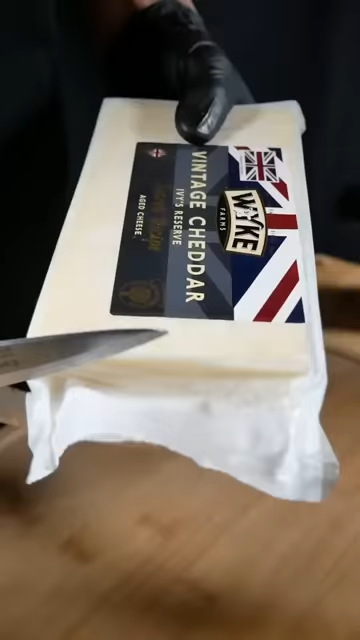 WYKE
FARMS
VINTAGE CHEDDAR
IVY'S RESERVE
AGED CHEESE